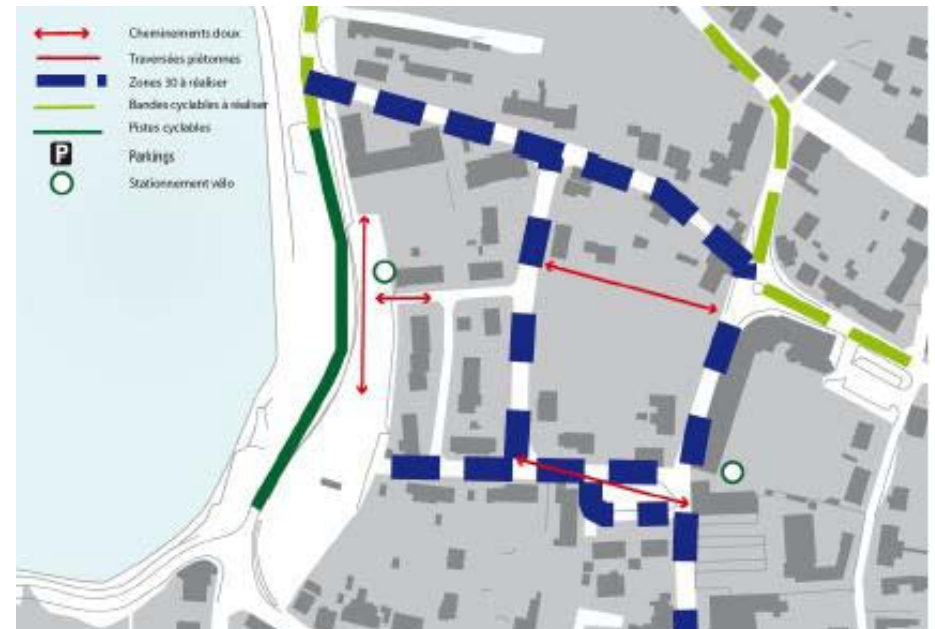 Cheminements doux
Traversées piétonnes
Zones 30 à réaliser
Bandes cyclables à réaliser
Pistes cyclables
P
Parkings
Stationnement vélo